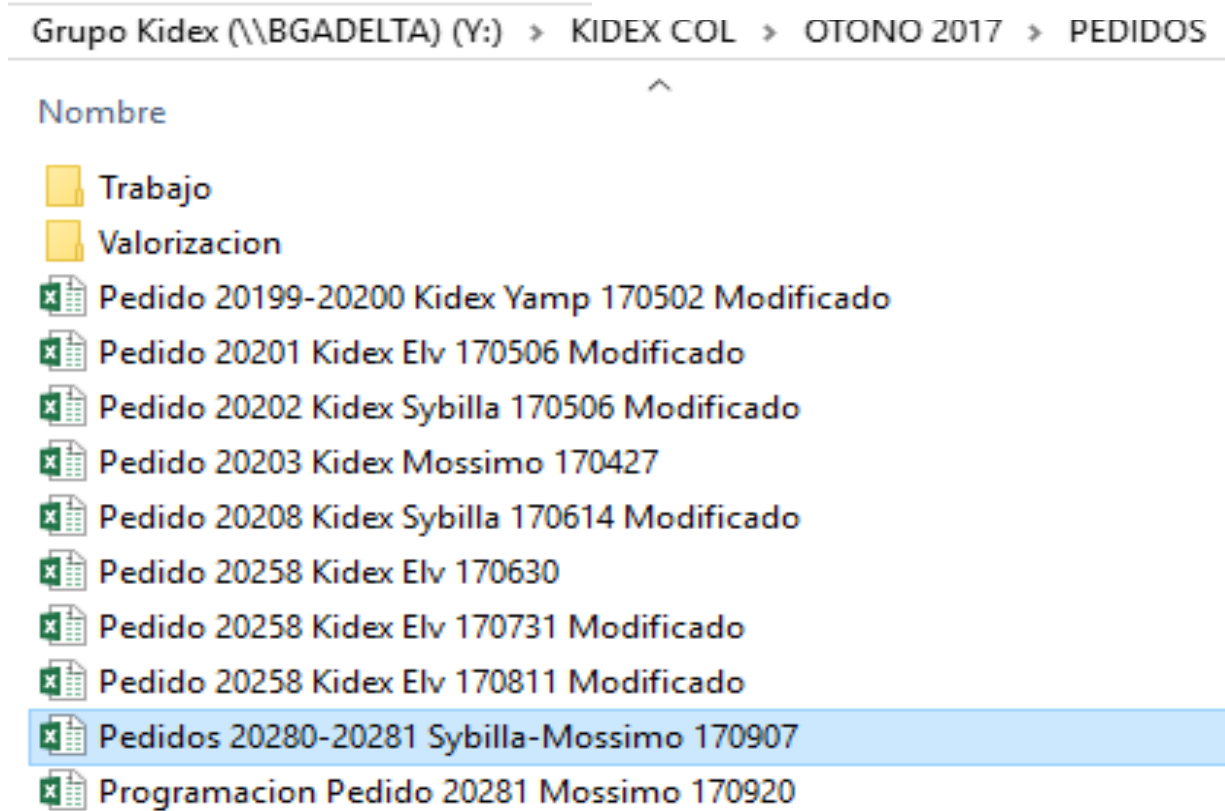 Grupo Kidex (\\BGADELTA) (Y:) > KIDEX COL > OTONO 2017 > PEDIDOS
Nombre
Trabajo
Valorizacion
Pedido 20199-20200 Kidex Yamp 170502 Modificado
Pedido 20201 Kidex Elv 170506 Modificado
Pedido 20202 Kidex Sybilla 170506 Modificado
Pedido 20203 Kidex Mossimo 170427
Pedido 20208 Kidex Sybilla 170614 Modificado
Pedido 20258 Kidex Elv 170630
Pedido 20258 Kidex Elv 170731 Modificado
Pedido 20258 Kidex Elv 170811 Modificado
Pedidos 20280-20281 Sybilla-Mossimo 170907
Programacion Pedido 20281 Mossimo 170920